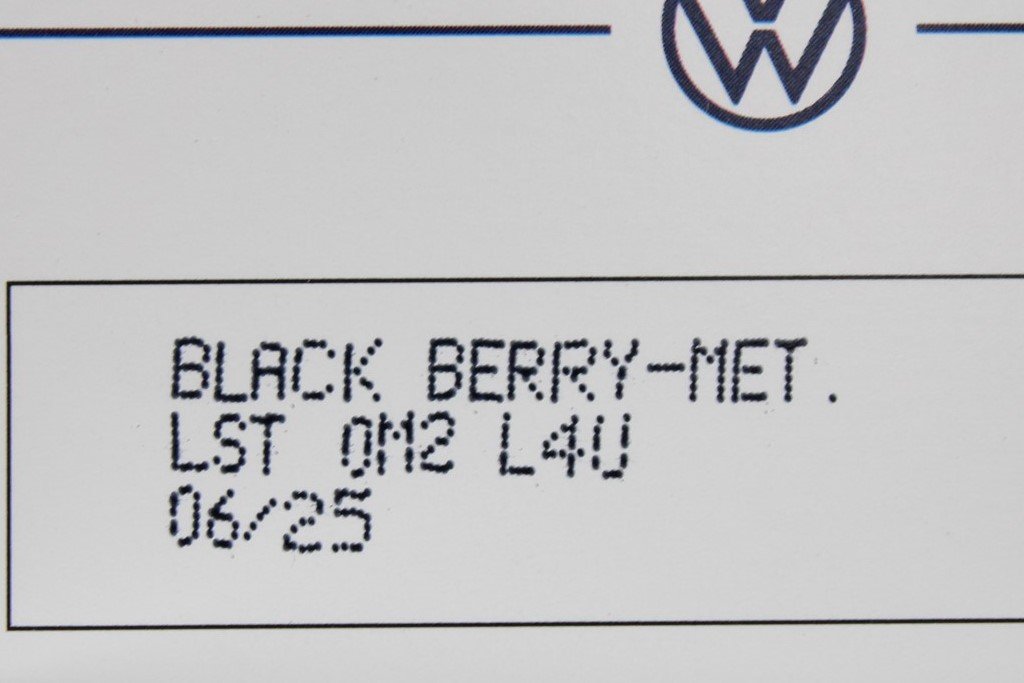 BLACK BERRY-MET.
LST 0M2 L4U
06/25